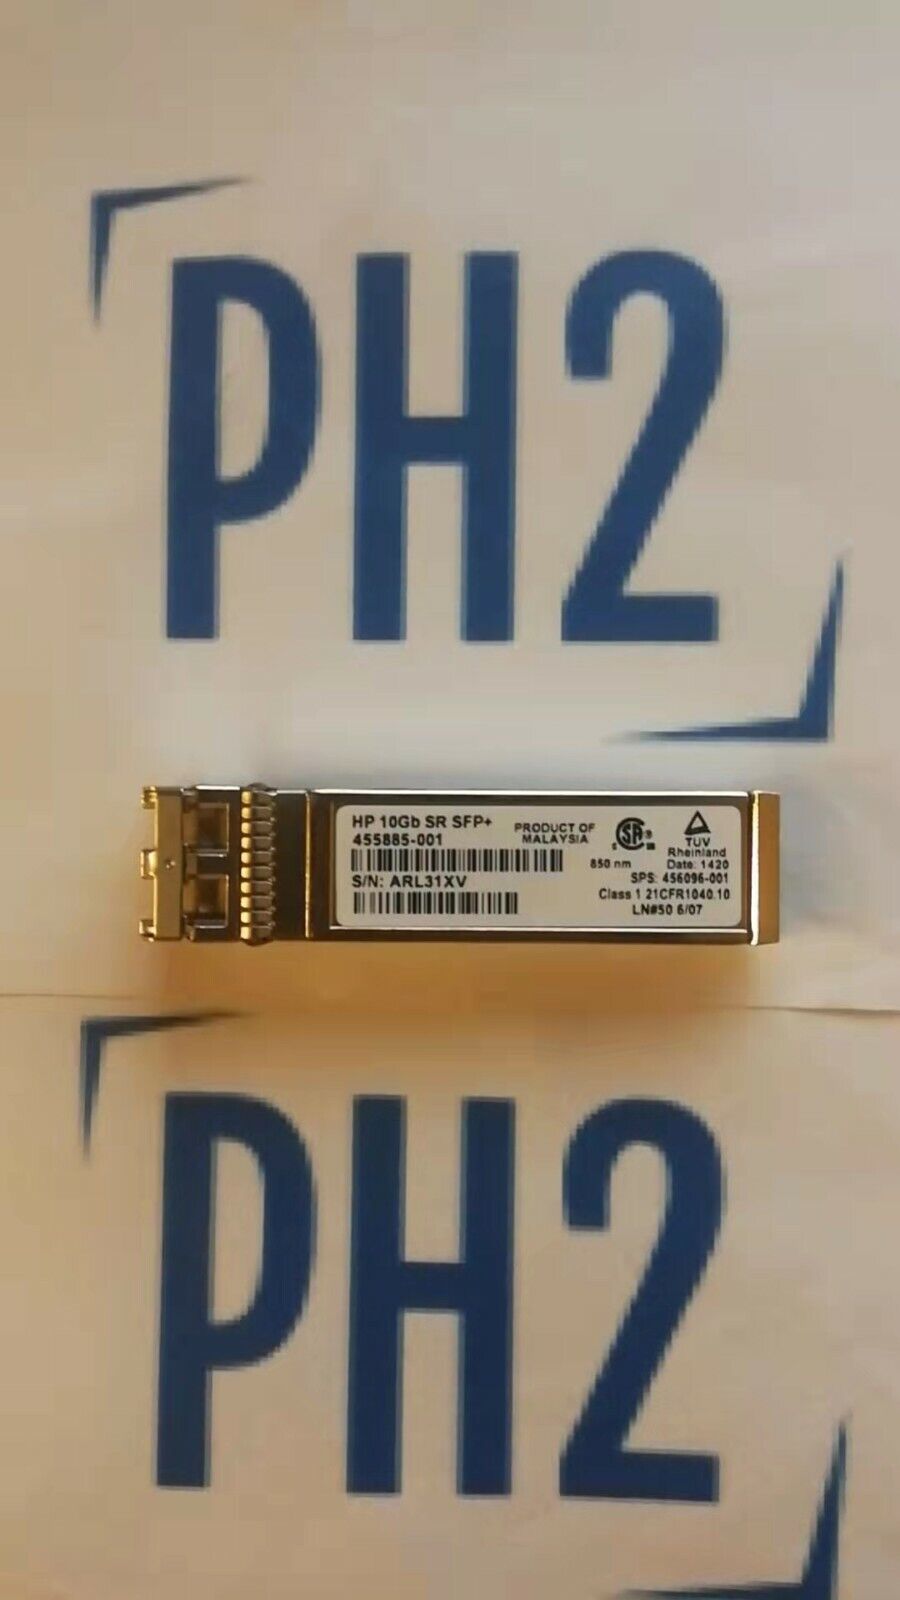 PH2
HP 10Gb SR SFP+
455885-001
S/N: ARL31XV
PRODUCT OF
MALAYSIA
SA
850 nm
TUV
Rheinland
Date: 1420
SPS: 456096-001
Class 1 21CFR1040.10
LN#50 6/07
PH2